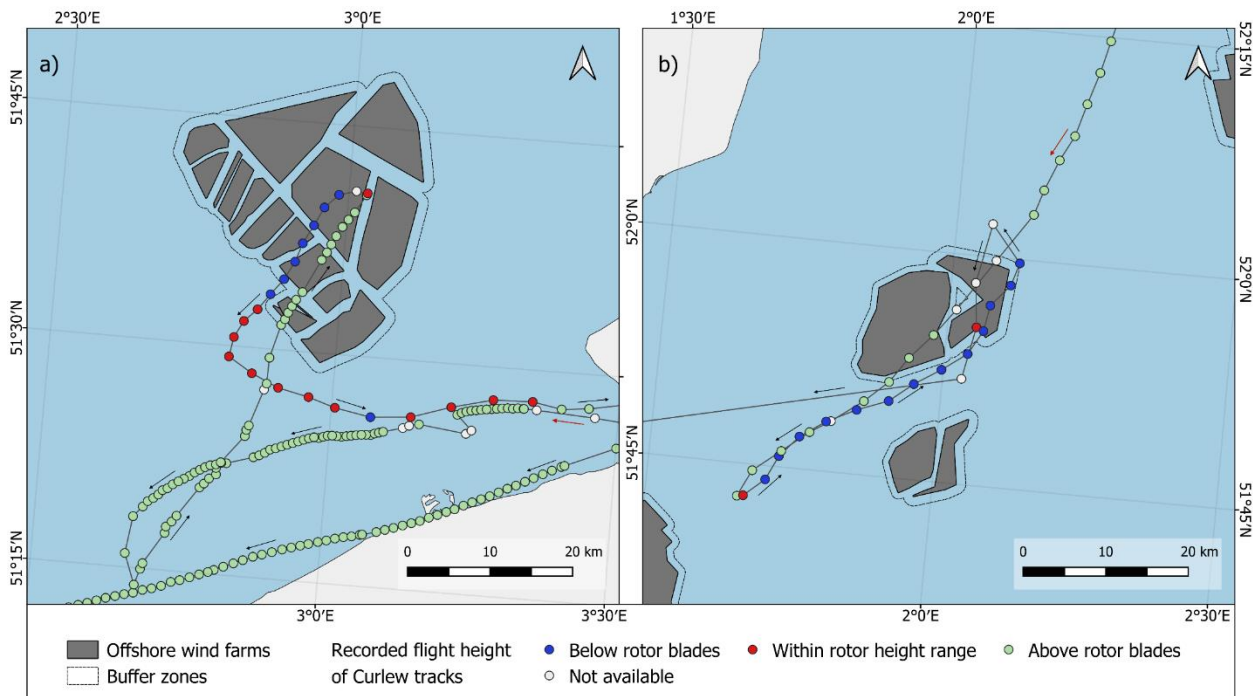 2°30′E 3°0′E 1°30′E 2°0′E
a) b)
52°15′N
51°45′N
52°0′N
52°0′N
51°30′N
51°45′N
51°45′N
51°15′N
0 10 20 km 0 10 20 km
3°0′E 3°30′E 2°0′E 2°30′E
Offshore wind farms Recorded flight height Below rotor blades Within rotor height range Above rotor blades
Buffer zones of Curlew tracks Not available